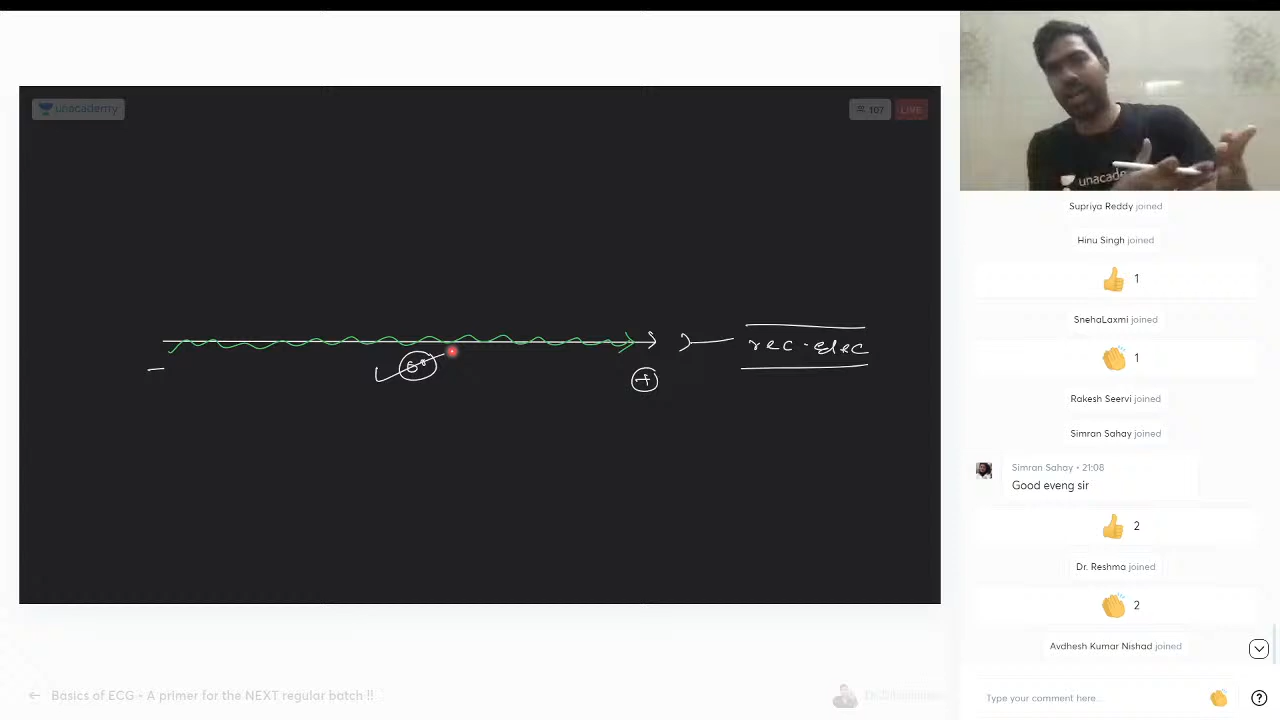 unacademy
107
LIVE
unacademy
−
0°
+
rec-elec
Supriya Reddy joined
Hinu Singh joined
1
SnehaLaxmi joined
1
Rakesh Seervi joined
Simran Sahay joined
Simran Sahay • 21:08
Good eveng sir
2
Dr. Reshma joined
2
Avdhesh Kumar Nishad joined
← Basics of ECG - A primer for the NEXT regular batch !!
Type your comment here...
?